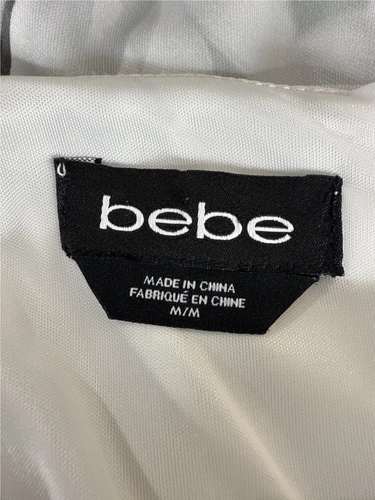 bebe
MADE IN CHINA
FABRIQUÉ EN CHINE
M/M